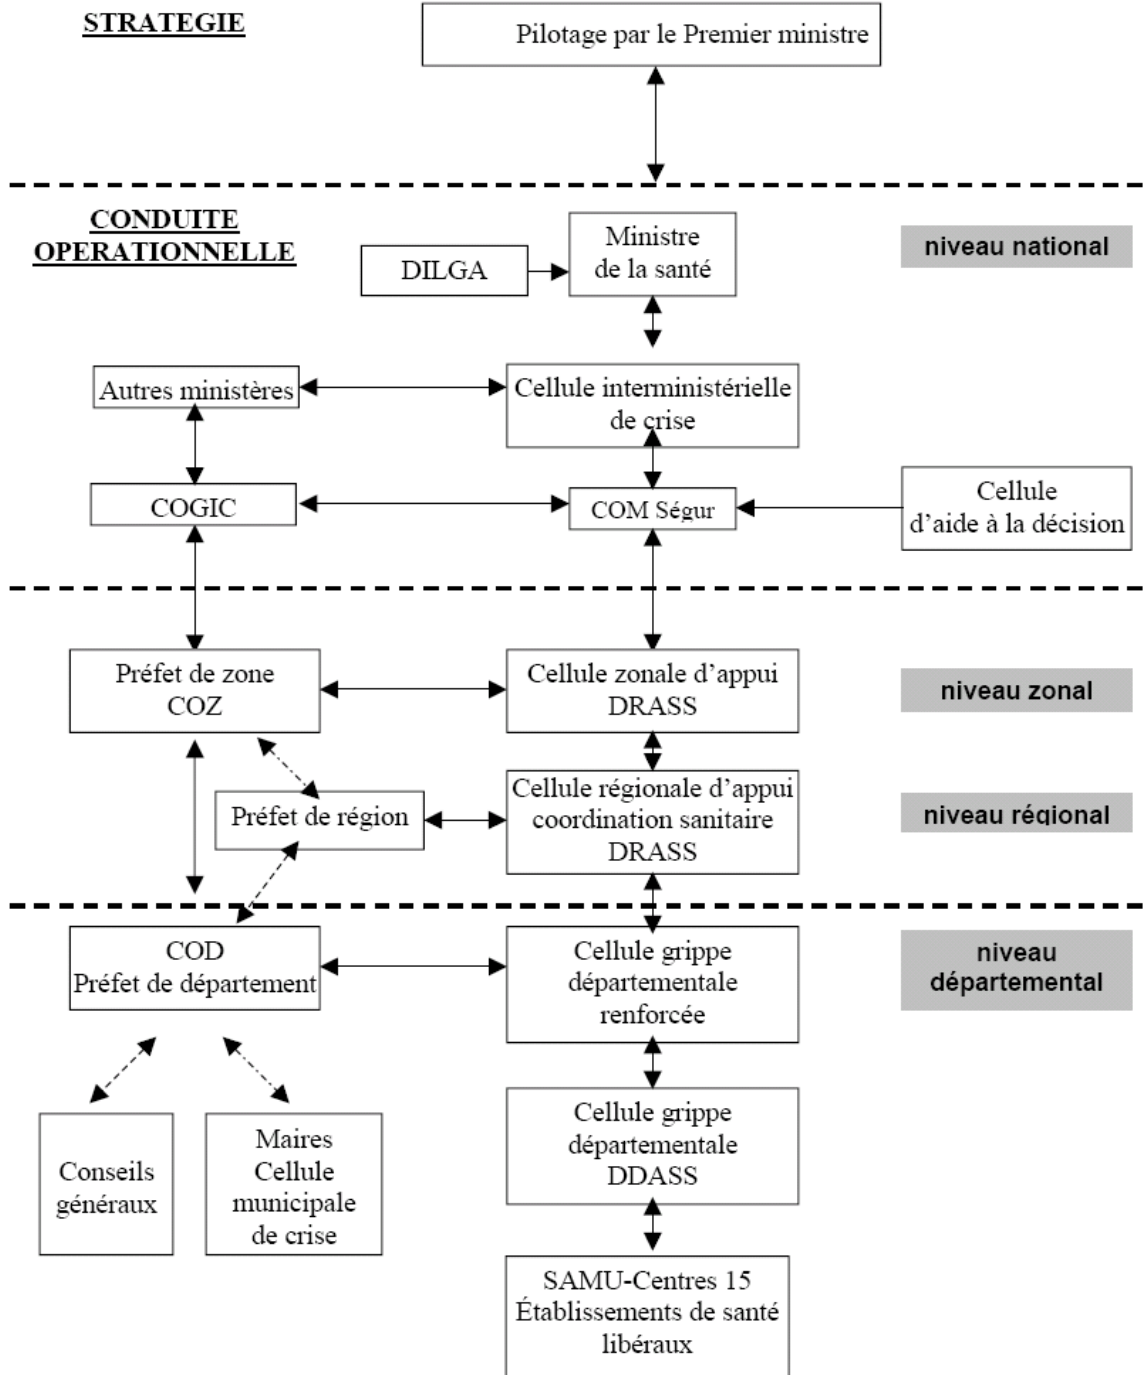 STRATEGIE
Pilotage par le Premier ministre
CONDUITE
OPERATIONNELLE
Ministre
de la santé
niveau national
DILGA
Autres ministères
Cellule interministérielle
de crise
COGIC
COM Ségur
Cellule
d'aide à la décision
Préfet de zone
COZ
Cellule zonale d'appui
DRASS
niveau zonal
Préfet de région
Cellule régionale d'appui
coordination sanitaire
DRASS
niveau régional
COD
Préfet de département
Cellule grippe
départementale
renforcée
niveau
départemental
Conseils
généraux
Maires
Cellule
municipale
de crise
Cellule grippe
départementale
DDASS
SAMU-Centres 15
Établissements de santé
libéraux